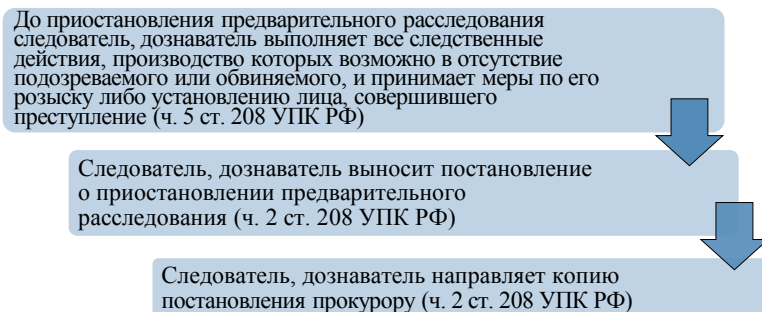 До приостановления предварительного расследования
следователь, дознаватель выполняет все следственные
действия, производство которых возможно в отсутствие
подозреваемого или обвиняемого, и принимает меры по его
розыску либо установлению лица, совершившего
преступление (ч. 5 ст. 208 УПК РФ)
Следователь, дознаватель выносит постановление
о приостановлении предварительного
расследования (ч. 2 ст. 208 УПК РФ)
Следователь, дознаватель направляет копию
постановления прокурору (ч. 2 ст. 208 УПК РФ)